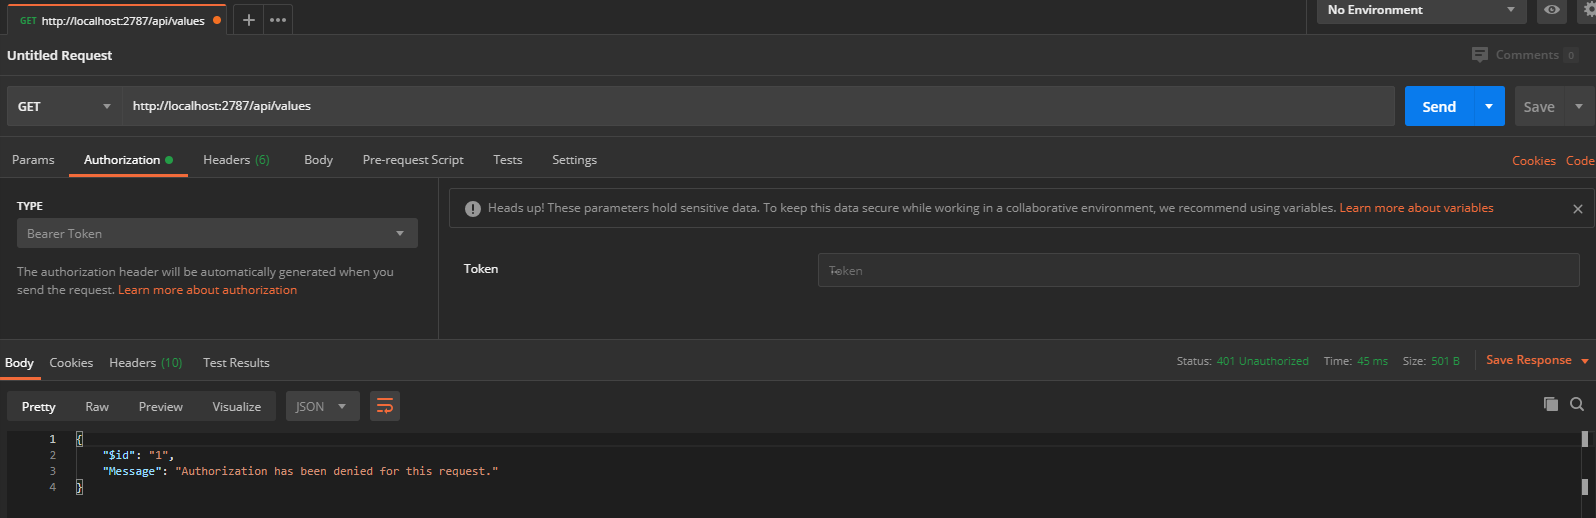 GET http://localhost:2787/api/values
No Environment
Untitled Request
Comments 0
GET http://localhost:2787/api/values Send Save
Params Authorization Headers (6) Body Pre-request Script Tests Settings Cookies Code
TYPE
Heads up! These parameters hold sensitive data. To keep this data secure while working in a collaborative environment, we recommend using variables. Learn more about variables
Bearer Token
The authorization header will be automatically generated when you
send the request. Learn more about authorization
Token Token
Body Cookies Headers (10) Test Results Status: 401 Unauthorized Time: 45 ms Size: 501 B Save Response
Pretty Raw Preview Visualize JSON
1 {
2 "$id": "1",
3 "Message": "Authorization has been denied for this request."
4 }